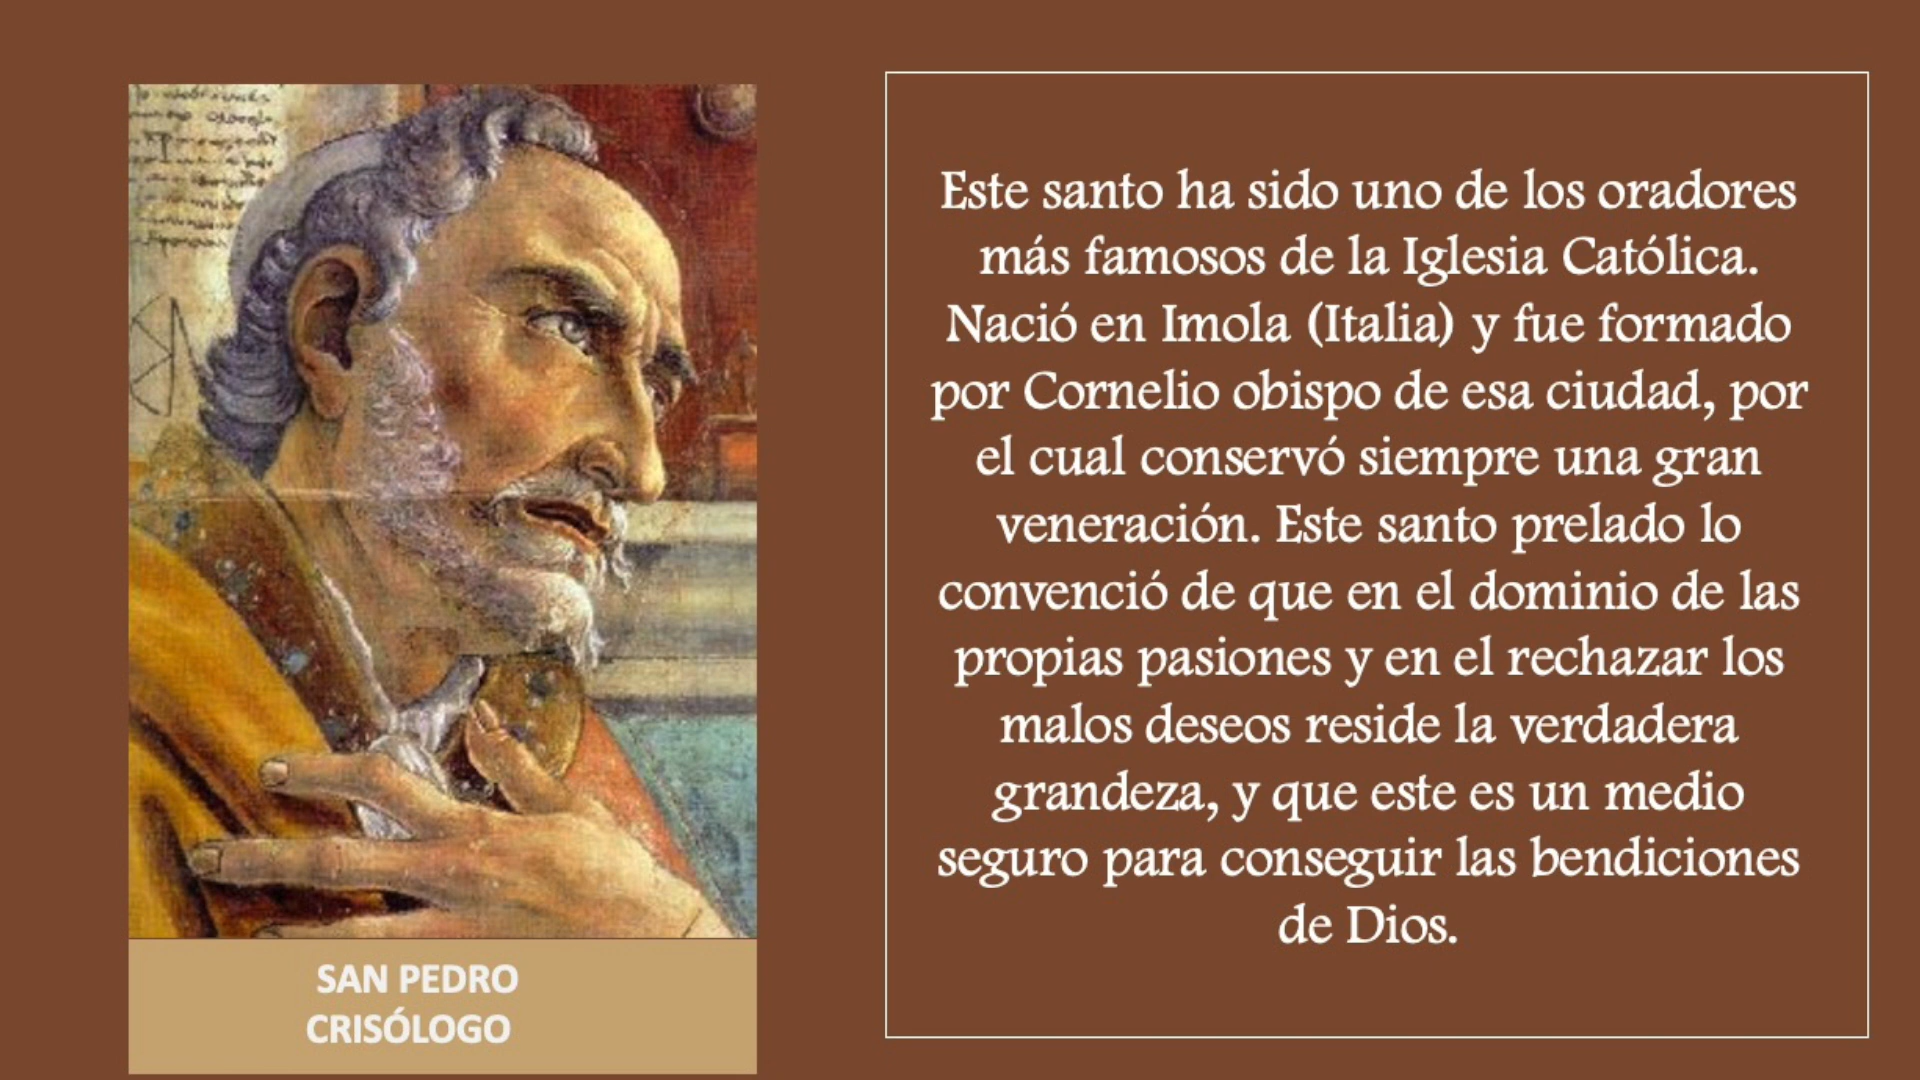 Este santo ha sido uno de los oradores
más famosos de la Iglesia Católica.
Nació en Imola (Italia) y fue formado
por Cornelio obispo de esa ciudad, por
el cual conservó siempre una gran
veneración. Este santo prelado lo
convenció de que en el dominio de las
propias pasiones y en el rechazar los
malos deseos reside la verdadera
grandeza, y que este es un medio
seguro para conseguir las bendiciones
de Dios.
SAN PEDRO
CRISÓLOGO